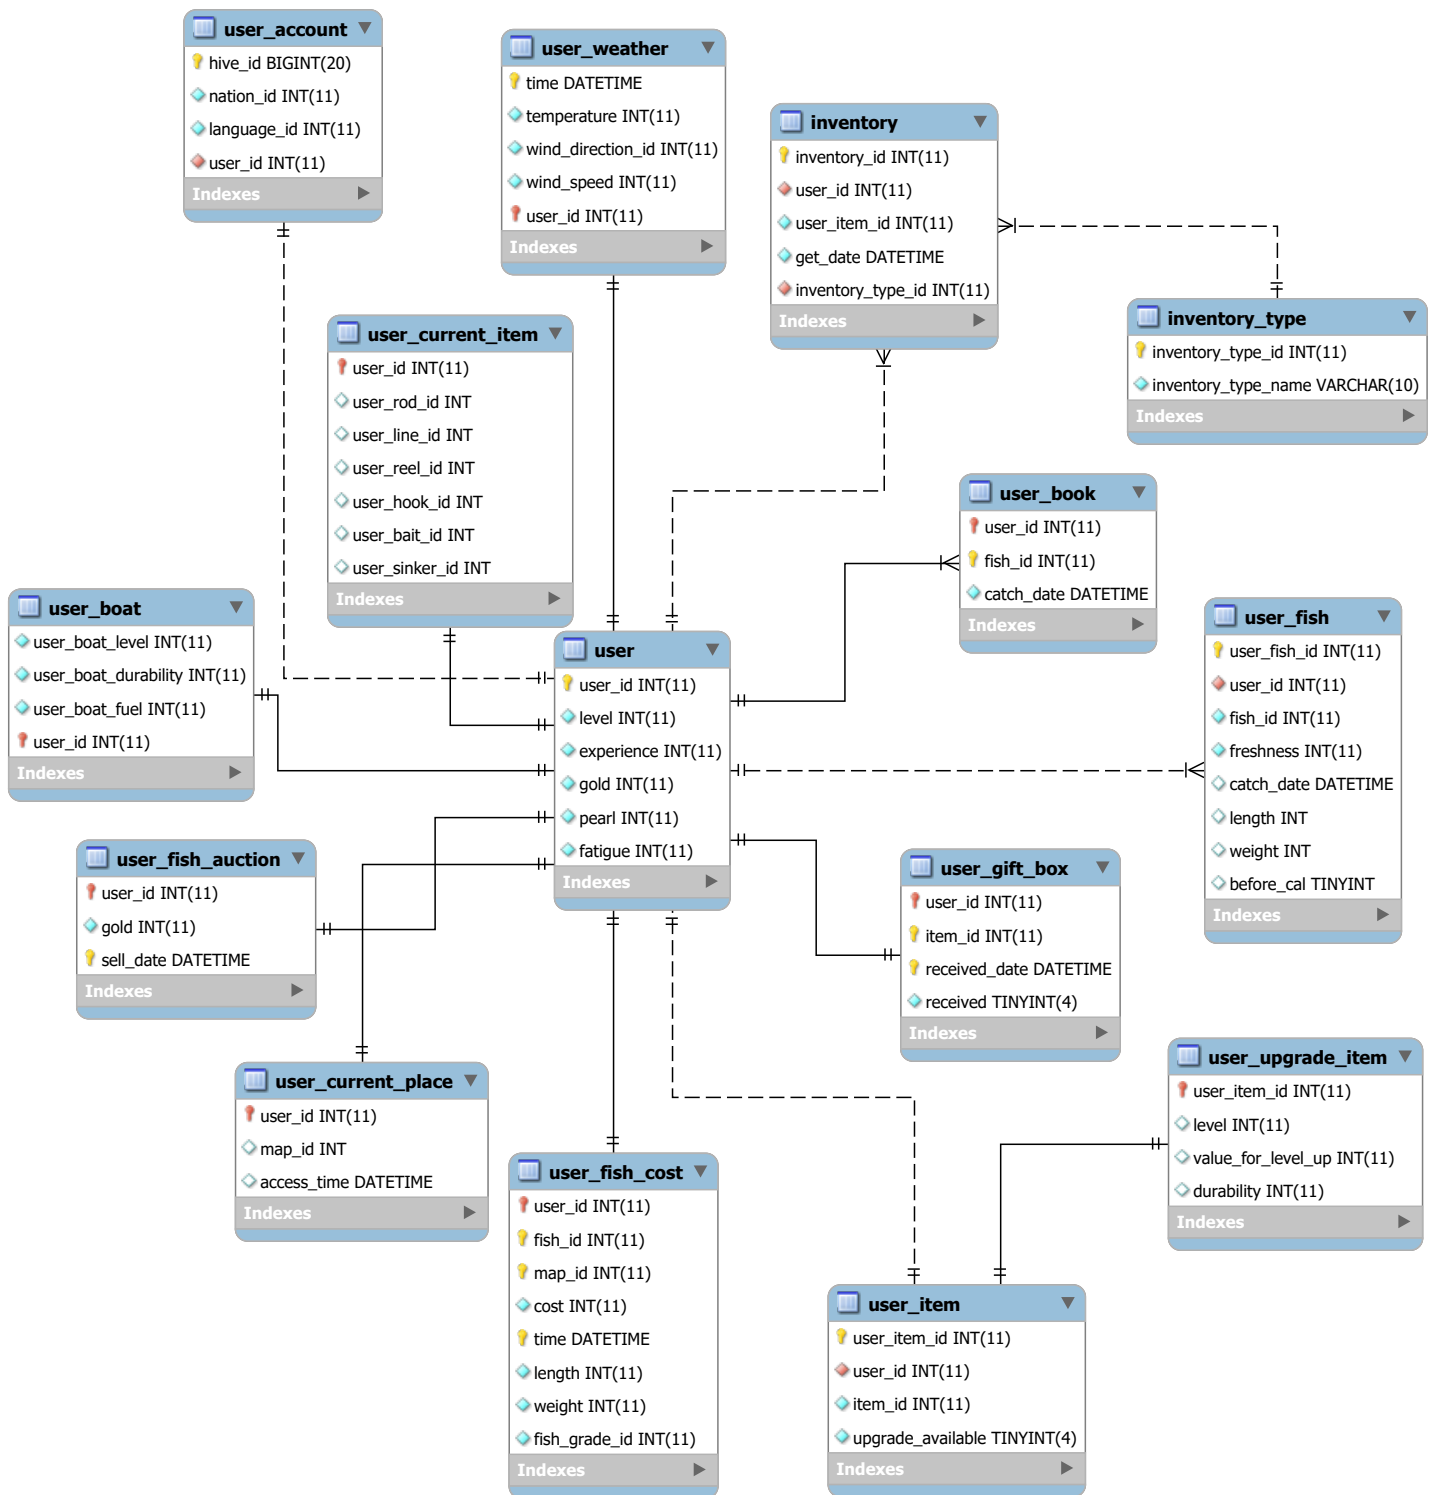 user_account
hive_id BIGINT(20)
nation_id INT(11)
language_id INT(11)
user_id INT(11)
Indexes
user_weather
time DATETIME
temperature INT(11)
wind_direction_id INT(11)
wind_speed INT(11)
user_id INT(11)
Indexes
inventory
inventory_id INT(11)
user_id INT(11)
user_item_id INT(11)
get_date DATETIME
inventory_type_id INT(11)
Indexes
inventory_type
inventory_type_id INT(11)
inventory_type_name VARCHAR(10)
Indexes
user_current_item
user_id INT(11)
user_rod_id INT
user_line_id INT
user_reel_id INT
user_hook_id INT
user_bait_id INT
user_sinker_id INT
Indexes
user_book
user_id INT(11)
fish_id INT(11)
catch_date DATETIME
Indexes
user_boat
user_boat_level INT(11)
user_boat_durability INT(11)
user_boat_fuel INT(11)
user_id INT(11)
Indexes
user
user_id INT(11)
level INT(11)
experience INT(11)
gold INT(11)
pearl INT(11)
fatigue INT(11)
Indexes
user_fish
user_fish_id INT(11)
user_id INT(11)
fish_id INT(11)
freshness INT(11)
catch_date DATETIME
length INT
weight INT
before_cal TINYINT
Indexes
user_fish_auction
user_id INT(11)
gold INT(11)
sell_date DATETIME
Indexes
user_gift_box
user_id INT(11)
item_id INT(11)
received_date DATETIME
received TINYINT(4)
Indexes
user_current_place
user_id INT(11)
map_id INT
access_time DATETIME
Indexes
user_upgrade_item
user_item_id INT(11)
level INT(11)
value_for_level_up INT(11)
durability INT(11)
Indexes
user_fish_cost
user_id INT(11)
fish_id INT(11)
map_id INT(11)
cost INT(11)
time DATETIME
length INT(11)
weight INT(11)
fish_grade_id INT(11)
Indexes
user_item
user_item_id INT(11)
user_id INT(11)
item_id INT(11)
upgrade_available TINYINT(4)
Indexes